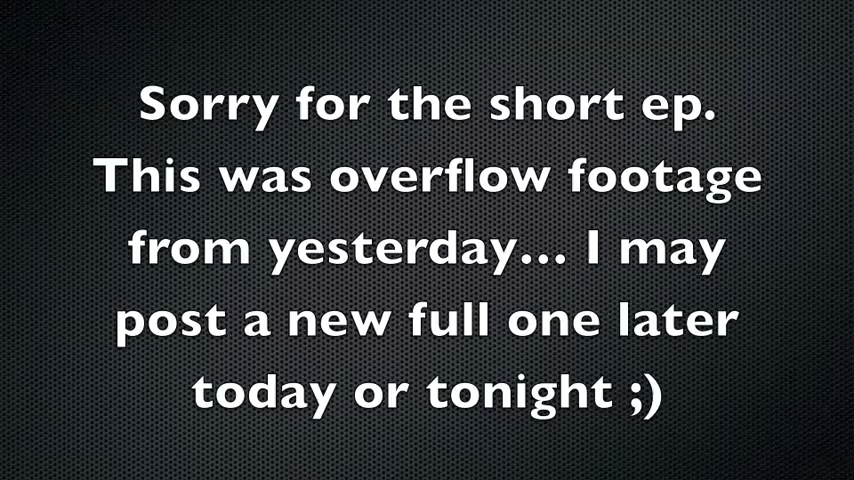 Sorry for the short ep.
This was overflow footage
from yesterday... I may
post a new full one later
today or tonight ;)